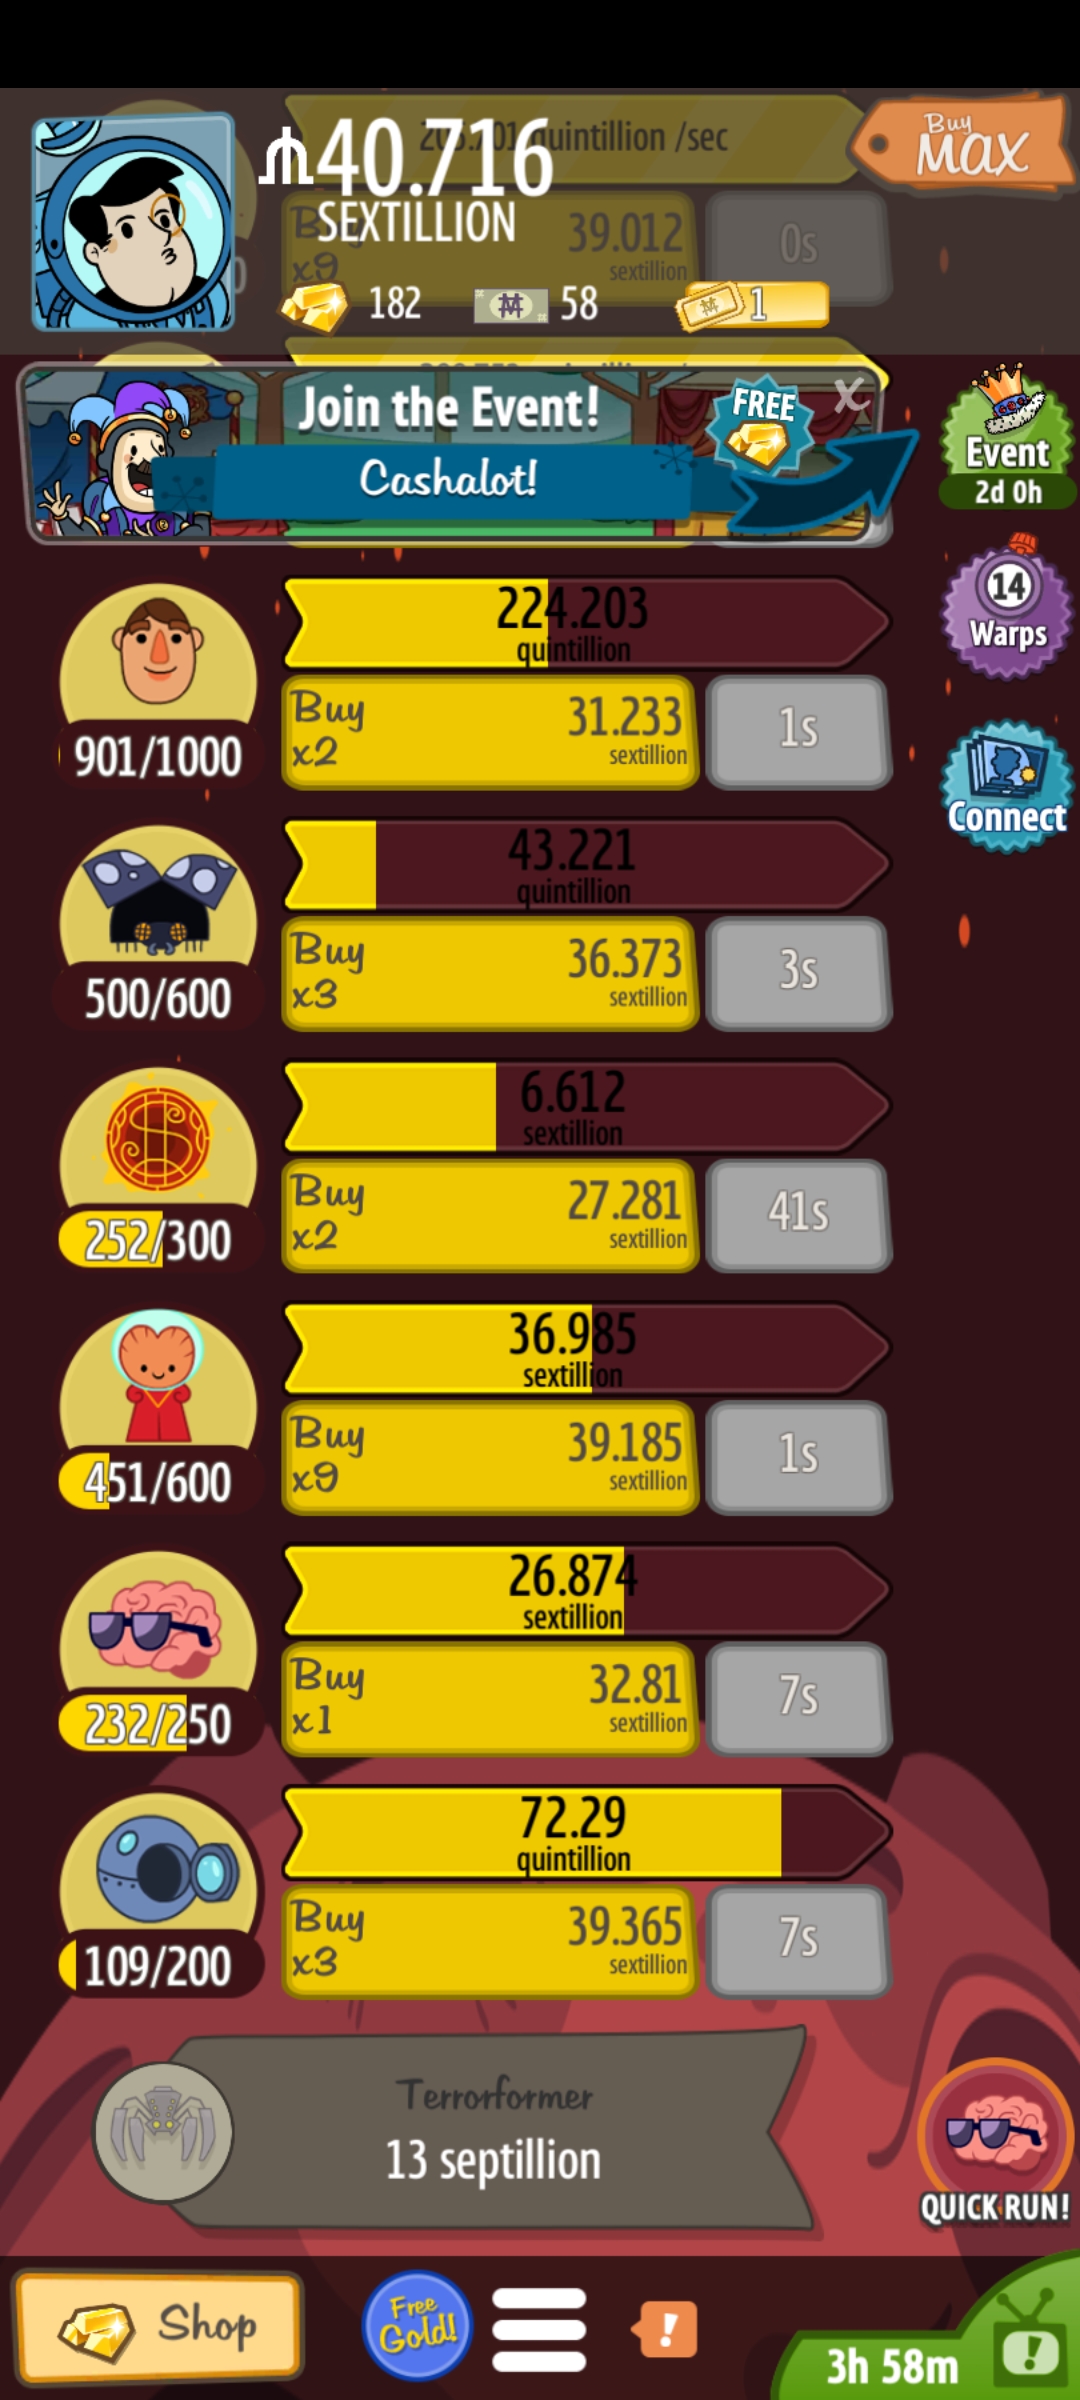 quintillion /sec
Buy
MAX
40.716
SEXTILLION
39.012
x9
sextillion
0s
182
58
1
Join the Event!
FREE
X
Cashalot!
Event
2d 0h
224.203
quintillion
14
Warps
Buy
31.233
1s
x2
sextillion
901/1000
Connect
43.221
quintillion
Buy
36.373
3s
x3
sextillion
500/600
6.612
sextillion
Buy
27.281
41s
x2
sextillion
252/300
36.985
sextillion
Buy
39.185
1s
x9
sextillion
451/600
26.874
sextillion
Buy
32.81
7s
x1
sextillion
232/250
72.29
quintillion
Buy
39.365
7s
x3
sextillion
109/200
Terrorformer
13 septillion
QUICK RUN!
Shop
Free
Gold!
!
!
3h 58m